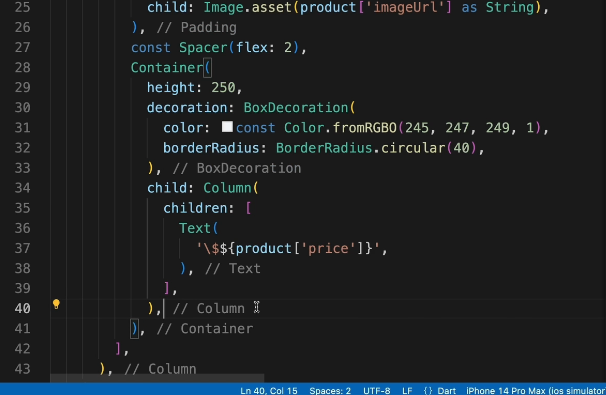 25 child: Image.asset(product['imageUrl'] as String),
26 ), // Padding
27 const Spacer(flex: 2),
28 Container(
29 height: 250,
30 decoration: BoxDecoration(
31 color: const Color.fromRGBO(245, 247, 249, 1),
32 borderRadius: BorderRadius.circular(40),
33 ), // BoxDecoration
34 child: Column(
35 children: [
36 Text(
37 '\$${product['price']}',
38 ), // Text
39 ],
40 ), // Column
41 ), // Container
42 ],
43 ), // Column
Ln 40, Col 15 Spaces: 2 UTF-8 LF {} Dart iPhone 14 Pro Max (ios simulator